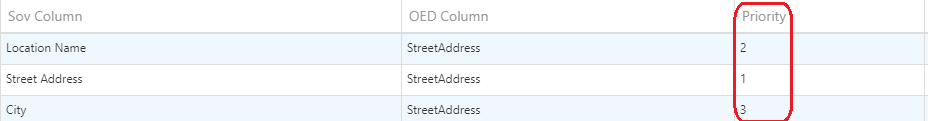 Sov Column OED Column Priority
Location Name StreetAddress 2
Street Address StreetAddress 1
City StreetAddress 3